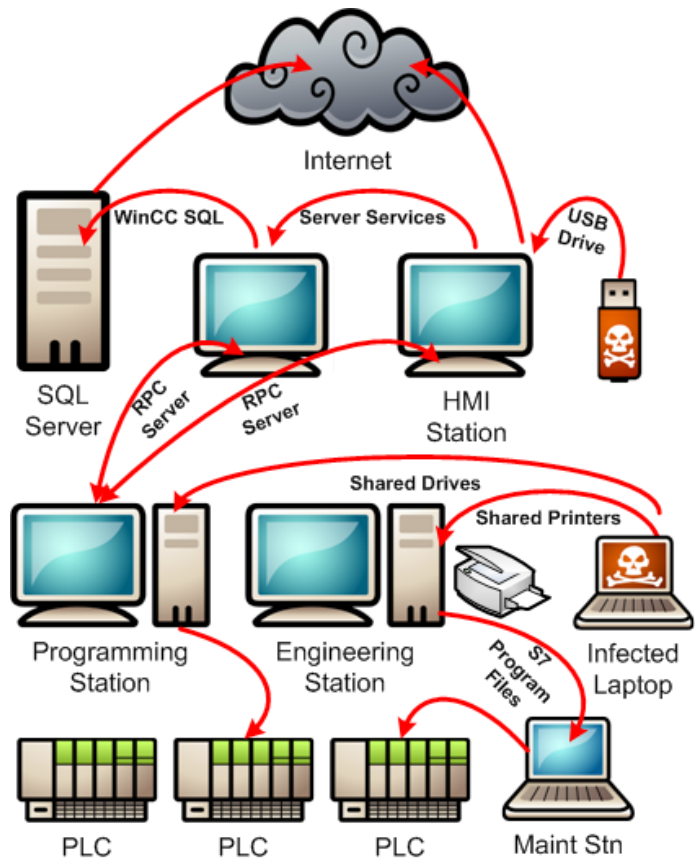 Internet
WinCC SQL
Server Services
USB
Drive
SQL
Server
RPC
Server
RPC
Server
HMI
Station
Shared Drives
Shared Printers
Programming
Station
Engineering
Station
S7
Program
Files
Infected
Laptop
PLC
PLC
PLC
Maint Stn